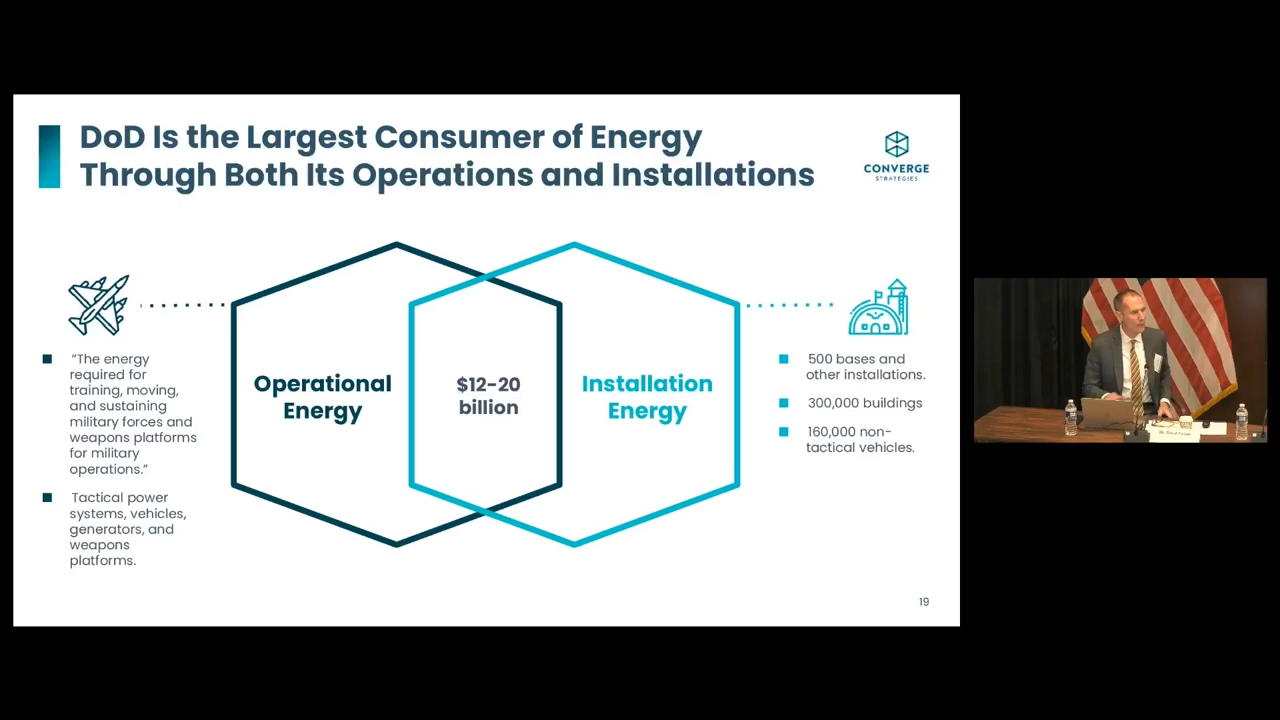 DoD Is the Largest Consumer of Energy
Through Both Its Operations and Installations
CONVERGE
STRATEGIES
■ “The energy
required for
training, moving,
and sustaining
military forces and
weapons platforms
for military
operations.”
■ Tactical power
systems, vehicles,
generators, and
weapons
platforms.
Operational
Energy
$12-20
billion
Installation
Energy
■ 500 bases and
other installations.
■ 300,000 buildings
■ 160,000 non-
tactical vehicles.
19